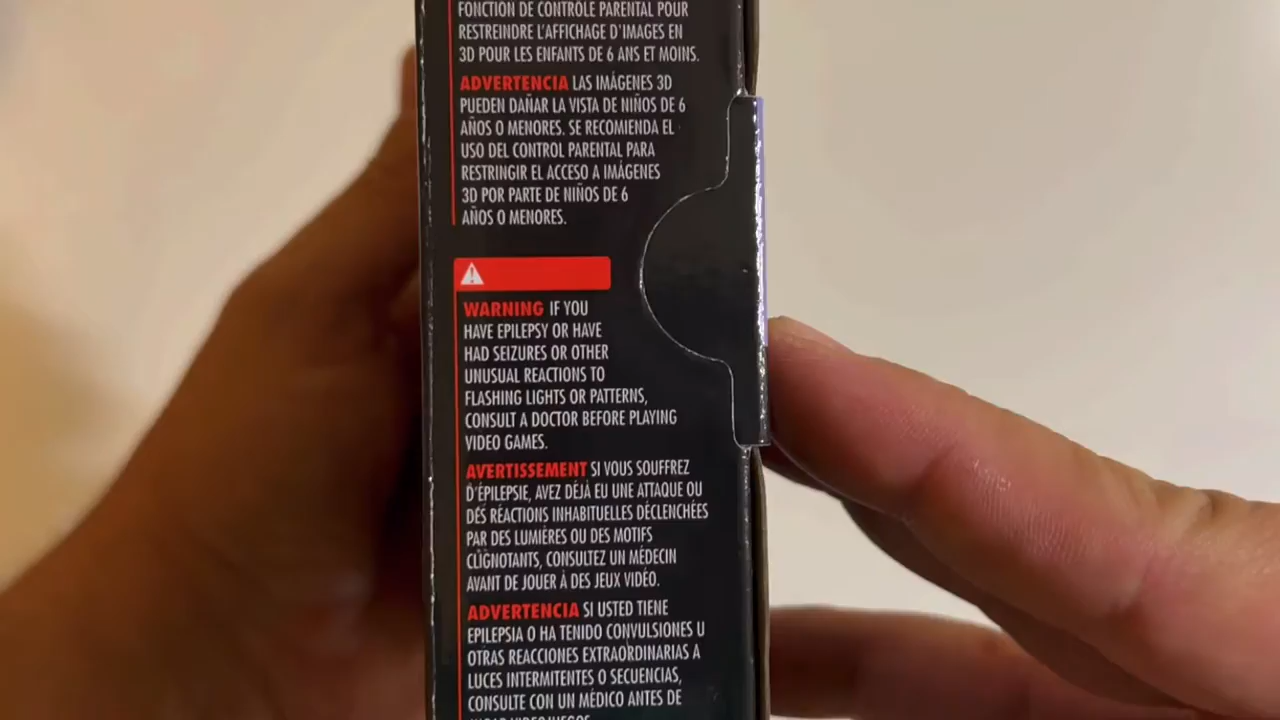 FONCTION DE CONTRÔLE PARENTAL POUR
RESTREINDRE L'AFFICHAGE D'IMAGES EN
3D POUR LES ENFANTS DE 6 ANS ET MOINS.
ADVERTENCIA LAS IMÁGENES 3D
PUEDEN DAÑAR LA VISTA DE NIÑOS DE 6
AÑOS O MENORES. SE RECOMIENDA EL
USO DEL CONTROL PARENTAL PARA
RESTRINGIR EL ACCESO A IMÁGENES
3D POR PARTE DE NIÑOS DE 6
AÑOS O MENORES.
WARNING IF YOU
HAVE EPILEPSY OR HAVE
HAD SEIZURES OR OTHER
UNUSUAL REACTIONS TO
FLASHING LIGHTS OR PATTERNS,
CONSULT A DOCTOR BEFORE PLAYING
VIDEO GAMES.
AVERTISSEMENT SI VOUS SOUFFREZ
D'ÉPILEPSIE, AVEZ DÉJÀ EU UNE ATTAQUE OU
DES RÉACTIONS INHABITUELLES DÉCLENCHÉES
PAR DES LUMIÈRES OU DES MOTIFS
CLIGNOTANTS, CONSULTEZ UN MÉDECIN
AVANT DE JOUER À DES JEUX VIDÉO.
ADVERTENCIA SI USTED TIENE
EPILEPSIA O HA TENIDO CONVULSIONES U
OTRAS REACCIONES EXTRAORDINARIAS A
LUCES INTERMITENTES O SECUENCIAS,
CONSULTE CON UN MÉDICO ANTES DE